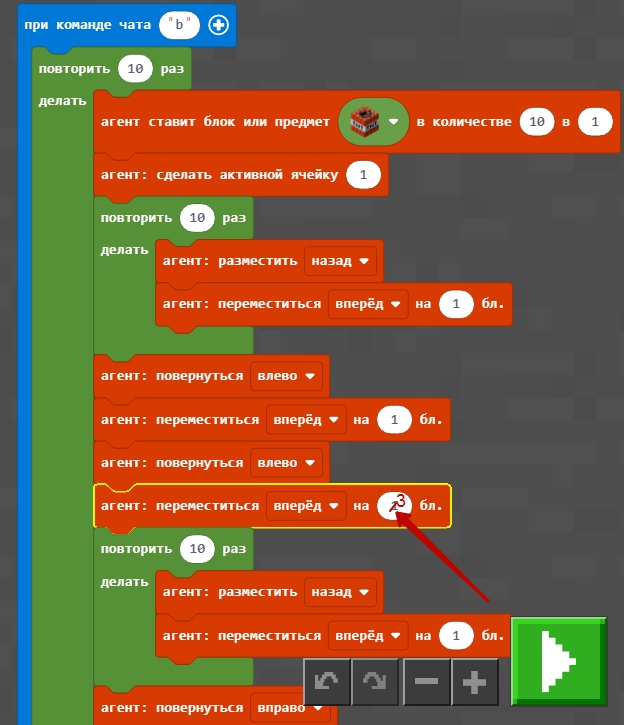 при команде чата "b"
повторить 10 раз
делать
агент ставит блок или предмет в количестве 10 в 1
агент: сделать активной ячейку 1
повторить 10 раз
делать
агент: разместить назад
агент: переместиться вперёд на 1 бл.
агент: повернуться влево
агент: переместиться вперёд на 1 бл.
агент: повернуться влево
агент: переместиться вперёд на 3 бл.
повторить 10 раз
делать
агент: разместить назад
агент: переместиться вперёд на 1 бл.
агент: повернуться вправо